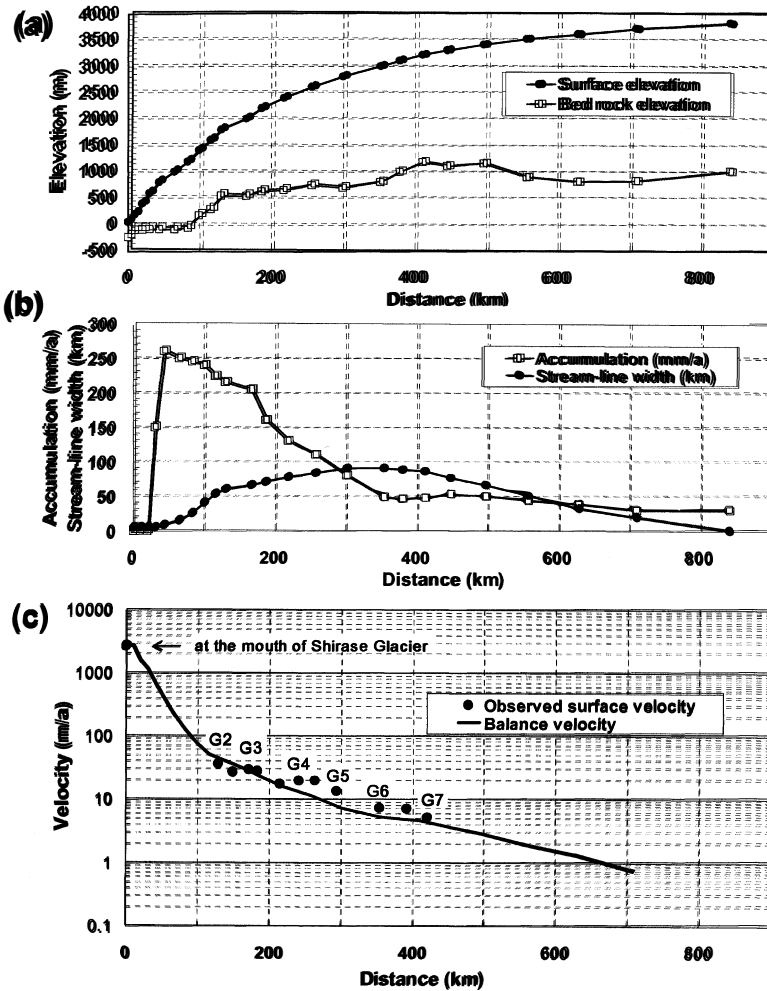 (a)
4000
3500
3000
2500
2000
1500
1000
500
0
-500
Elevation (m)
Surface elevation
Bed rock elevation
0 200 400 600 800
Distance (km)
(b)
300
250
200
150
100
50
0
Accumulation (mm/a)
Stream-line width (km)
Accumulation (mm/a)
Stream-line width (km)
0 200 400 600 800
Distance (km)
(c)
10000
1000
100
10
1
0.1
Velocity (m/a)
← at the mouth of Shirase Glacier
Observed surface velocity
Balance velocity
G2
G3
G4
G5
G6
G7
0 200 400 600 800
Distance (km)